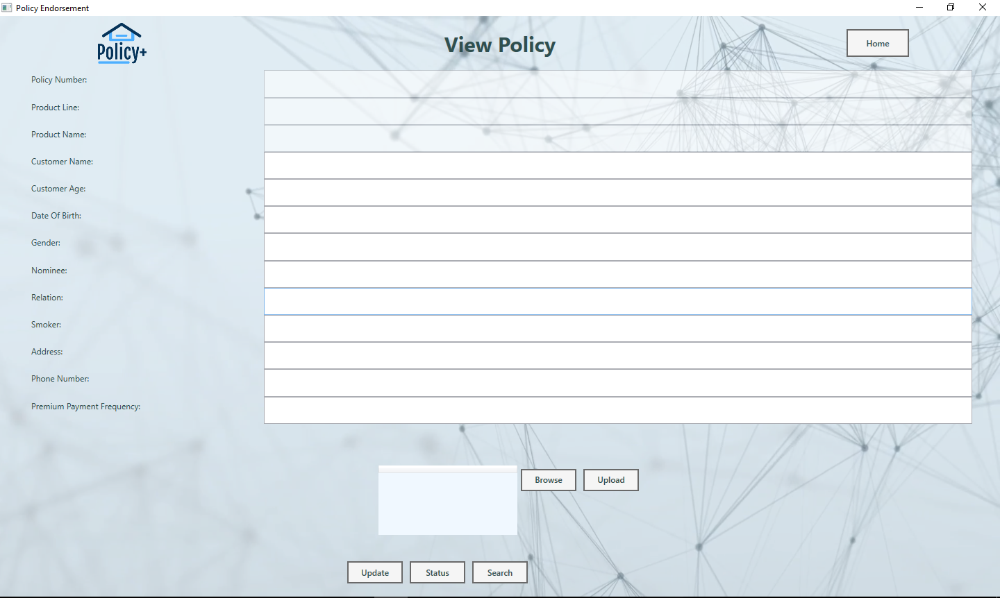 Policy Endorsement
Policy+
View Policy
Home
Policy Number:
Product Line:
Product Name:
Customer Name:
Customer Age:
Date Of Birth:
Gender:
Nominee:
Relation:
Smoker:
Address:
Phone Number:
Premium Payment Frequency:
Browse
Upload
Update
Status
Search